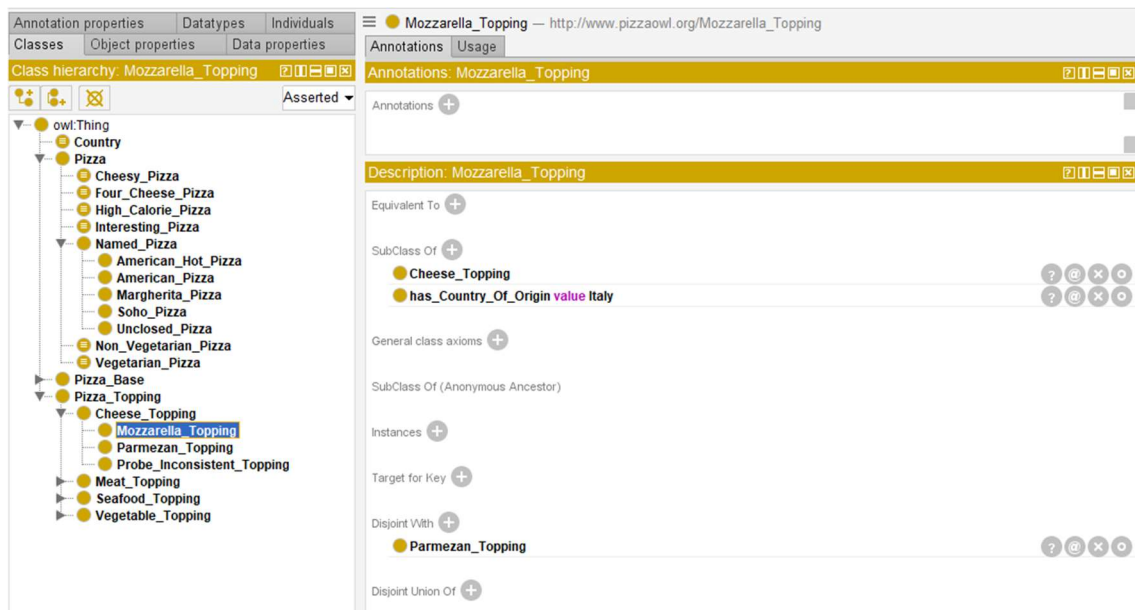 Annotation properties Datatypes Individuals
Classes Object properties Data properties
Class hierarchy: Mozzarella_Topping
Asserted
owl:Thing
Country
Pizza
Cheesy_Pizza
Four_Cheese_Pizza
High_Calorie_Pizza
Interesting_Pizza
Named_Pizza
American_Hot_Pizza
American_Pizza
Margherita_Pizza
Soho_Pizza
Unclosed_Pizza
Non_Vegetarian_Pizza
Vegetarian_Pizza
Pizza_Base
Pizza_Topping
Cheese_Topping
Mozzarella_Topping
Parmezan_Topping
Probe_Inconsistent_Topping
Meat_Topping
Seafood_Topping
Vegetable_Topping
Mozzarella_Topping — http://www.pizzaowl.org/Mozzarella_Topping
Annotations Usage
Annotations: Mozzarella_Topping
Annotations
Description: Mozzarella_Topping
Equivalent To
SubClass Of
Cheese_Topping
has_Country_Of_Origin value Italy
General class axioms
SubClass Of (Anonymous Ancestor)
Instances
Target for Key
Disjoint With
Parmezan_Topping
Disjoint Union Of